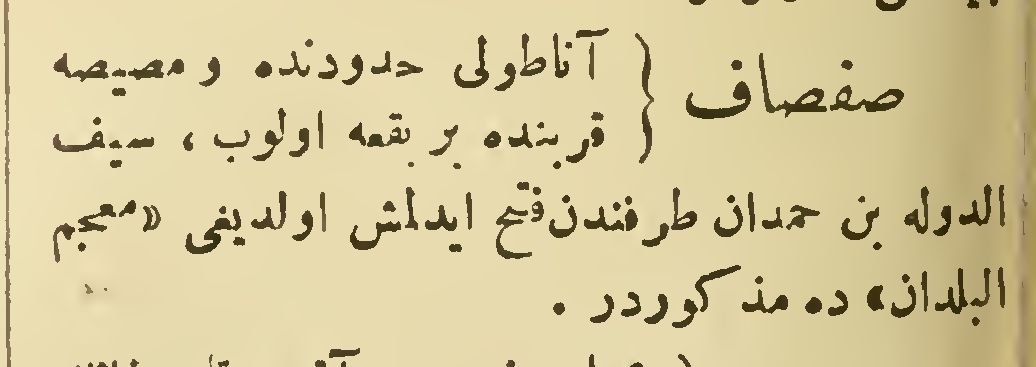 صفصاف { آناطولی حدودنده و مصیصه
قربنده بر بقعه اولوب ، سیف
الدوله بن حمدان طرفندن فتح ایدلمش اولدیغی «معجم
البلدان» ده مذکوردر .